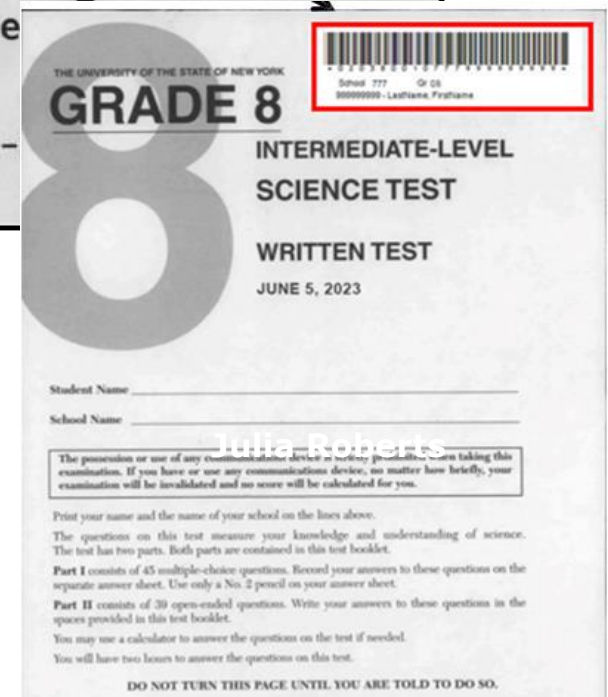 e
THE UNIVERSITY OF THE STATE OF NEW YORK
GRADE 8
8
School 777 Gr 08
999999999 - LastName, FirstName
INTERMEDIATE-LEVEL
SCIENCE TEST
WRITTEN TEST
JUNE 5, 2023
Student Name
School Name
Julia Roberts
The possession or use of any communications device is strictly prohibited when taking this
examination. If you have or use any communications device, no matter how briefly, your
examination will be invalidated and no score will be calculated for you.
Print your name and the name of your school on the lines above.
The questions on this test measure your knowledge and understanding of science.
The test has two parts. Both parts are contained in this test booklet.
Part I consists of 45 multiple-choice questions. Record your answers to these questions on the
separate answer sheet. Use only a No. 2 pencil on your answer sheet.
Part II consists of 39 open-ended questions. Write your answers to these questions in the
spaces provided in this test booklet.
You may use a calculator to answer the questions on the test if needed.
You will have two hours to answer the questions on this test.
DO NOT TURN THIS PAGE UNTIL YOU ARE TOLD TO DO SO.